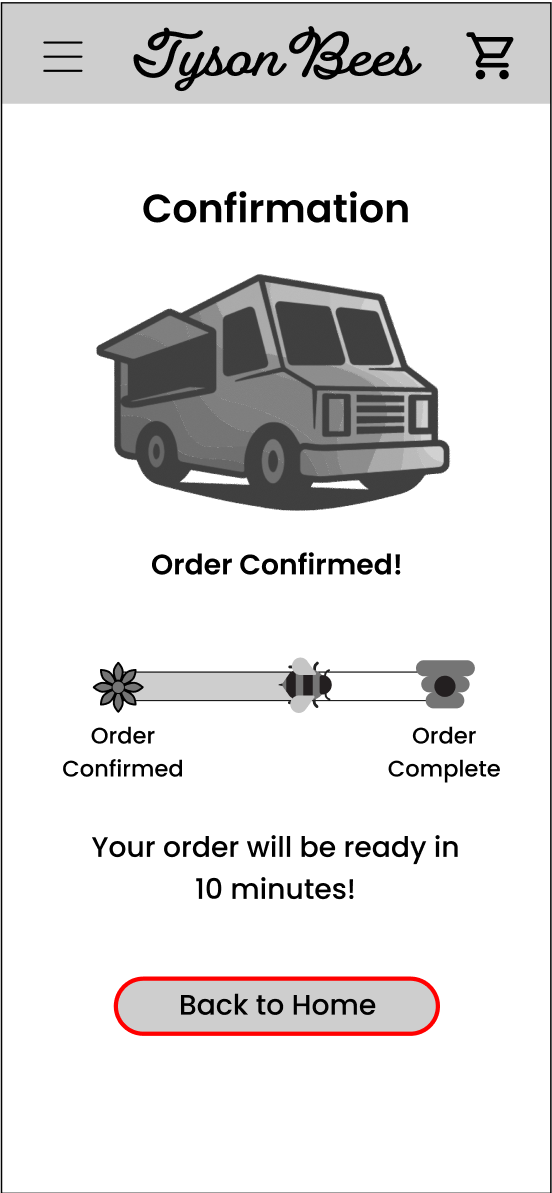 Tyson Bees
Confirmation
Order Confirmed!
Order
Confirmed
Order
Complete
Your order will be ready in
10 minutes!
Back to Home